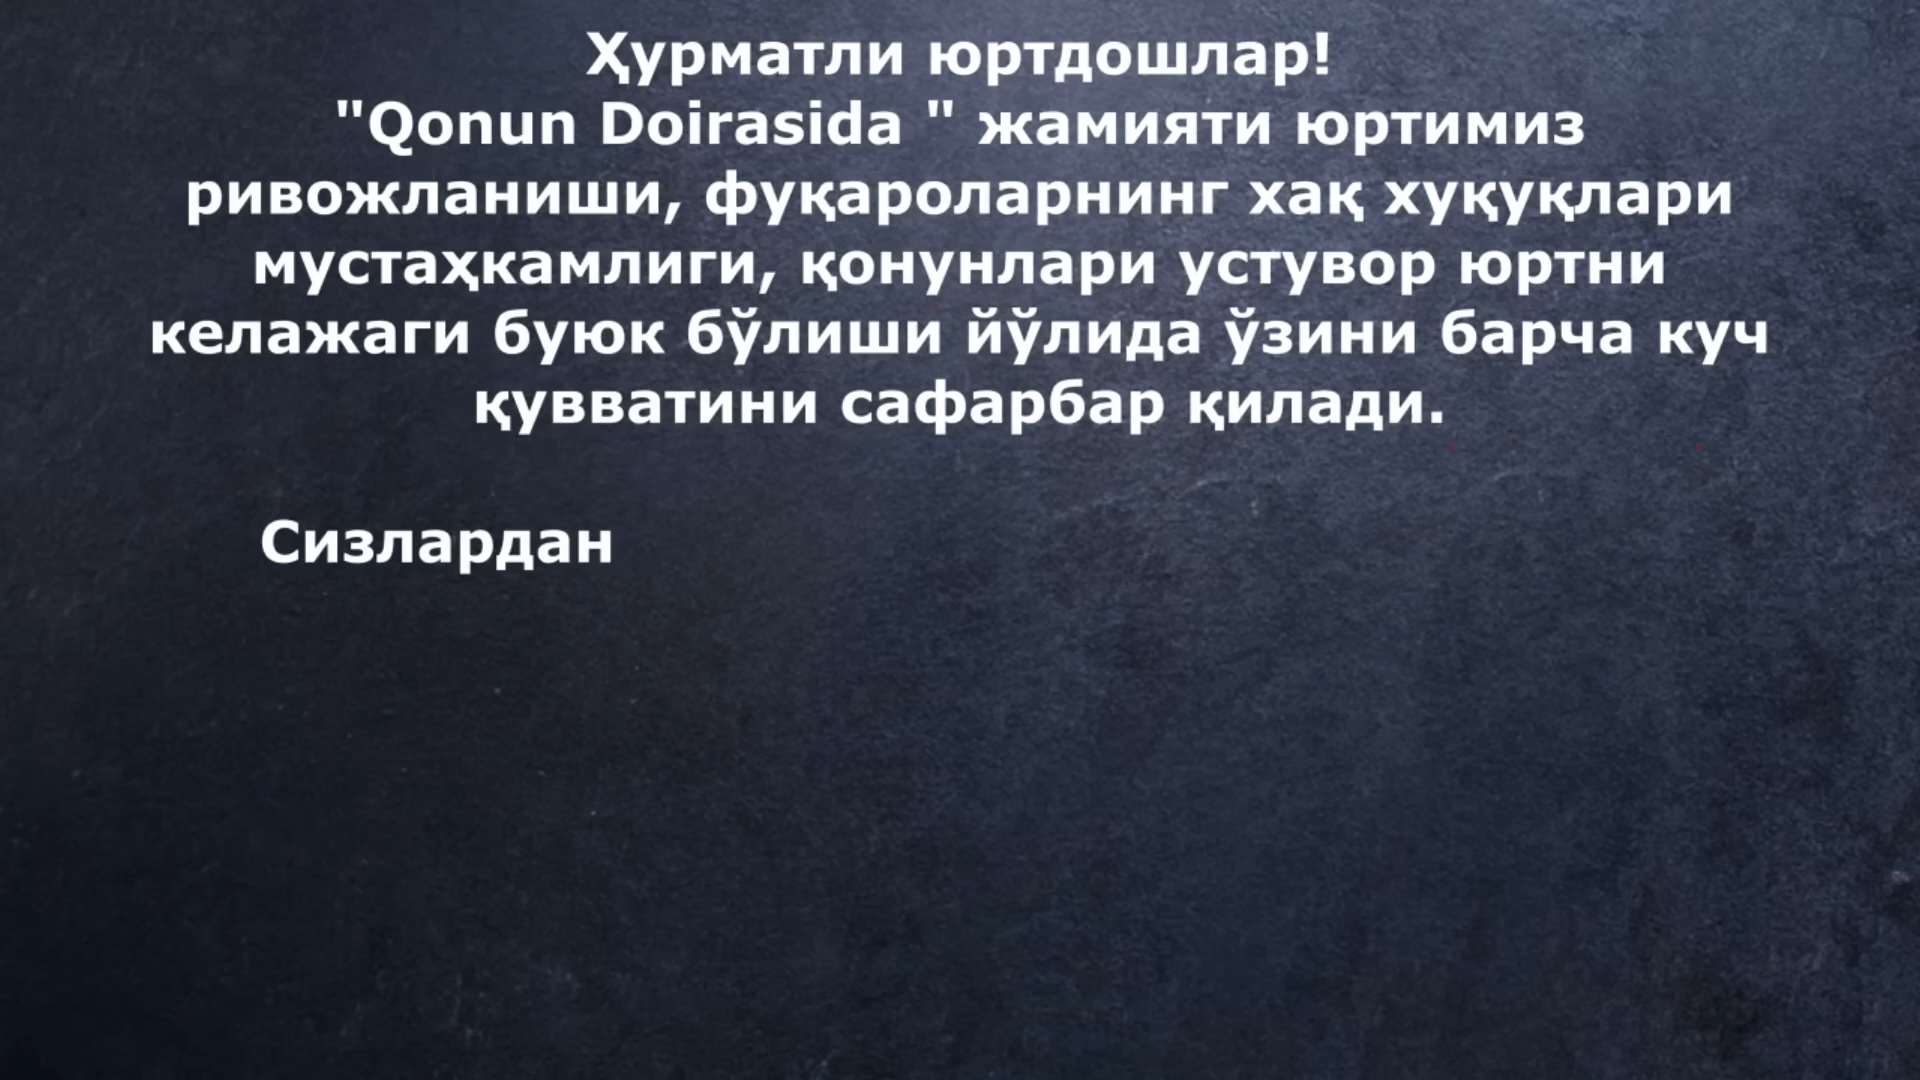 Ҳурматли юртдошлар!
"Qonun Doirasida " жамияти юртимиз
ривожланиши, фуқароларнинг хақ хуқуқлари
мустаҳкамлиги, қонунлари устувор юртни
келажаги буюк бўлиши йўлида ўзини барча куч
қувватини сафарбар қилади.
Сизлардан